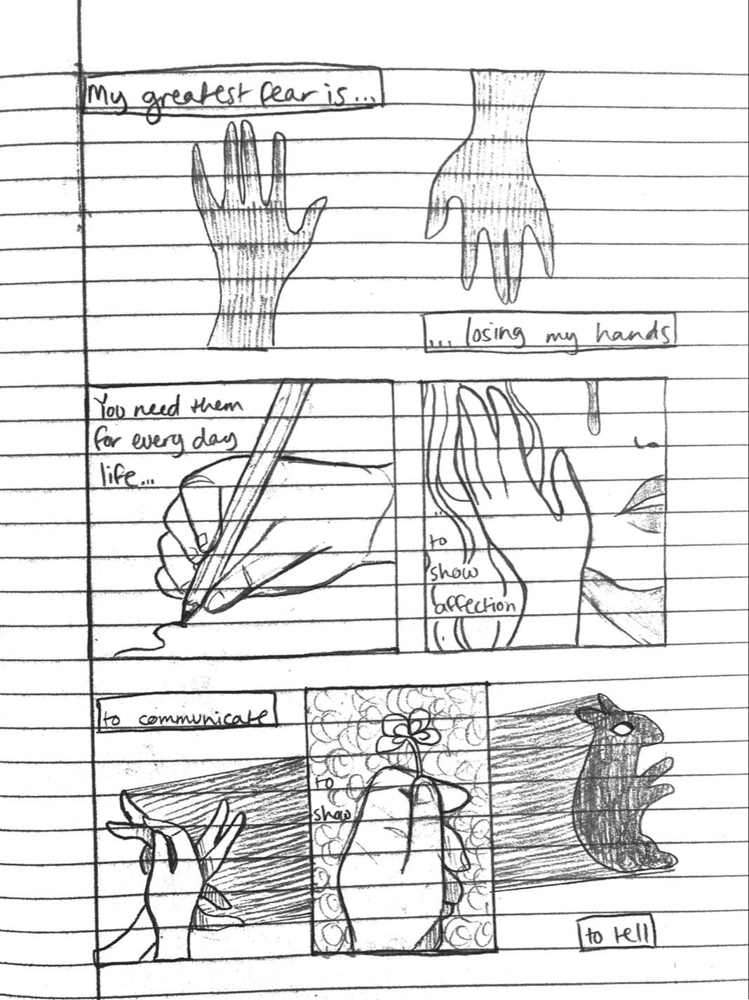 My greatest fear is...
... losing my hands
You need them
for every day
life...
to
show
affection
to communicate
to
show
to tell